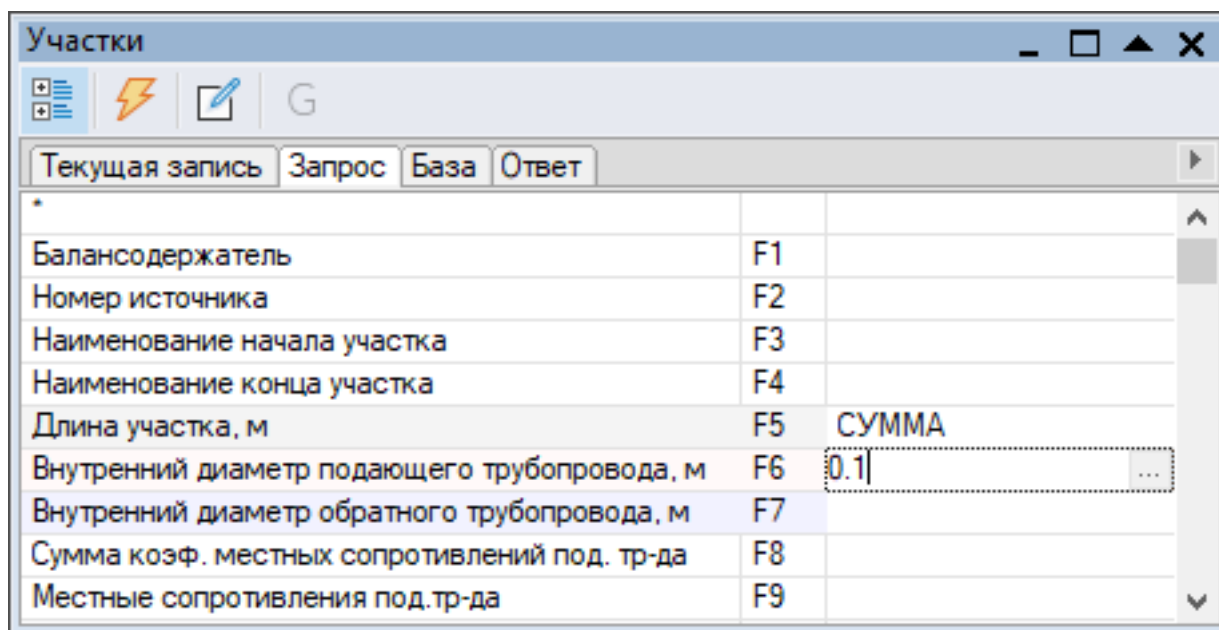 Участки
G
Текущая запись Запрос База Ответ
*
Балансодержатель F1
Номер источника F2
Наименование начала участка F3
Наименование конца участка F4
Длина участка, м F5 СУММА
Внутренний диаметр подающего трубопровода, м F6 0.1 ...
Внутренний диаметр обратного трубопровода, м F7
Сумма коэф. местных сопротивлений под. тр-да F8
Местные сопротивления под.тр-да F9